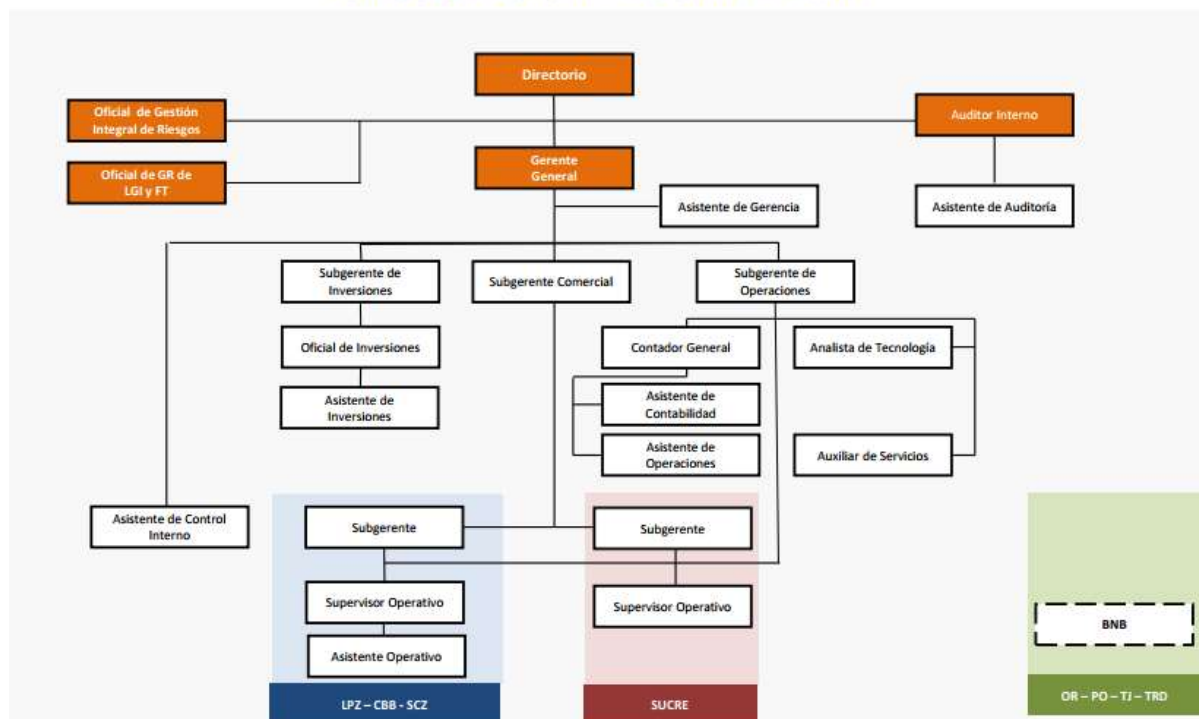 Directorio
Oficial de Gestión
Integral de Riesgos
Auditor Interno
Oficial de GR de
LGI y FT
Gerente
General
Asistente de Gerencia
Asistente de Auditoría
Subgerente de
Inversiones
Subgerente Comercial
Subgerente de
Operaciones
Oficial de Inversiones
Contador General
Analista de Tecnología
Asistente de
Inversiones
Asistente de
Contabilidad
Asistente de
Operaciones
Auxiliar de Servicios
Asistente de Control
Interno
Subgerente
Subgerente
Supervisor Operativo
Supervisor Operativo
BNB
Asistente Operativo
LPZ – CBB - SCZ
SUCRE
OR – PO – TJ – TRD